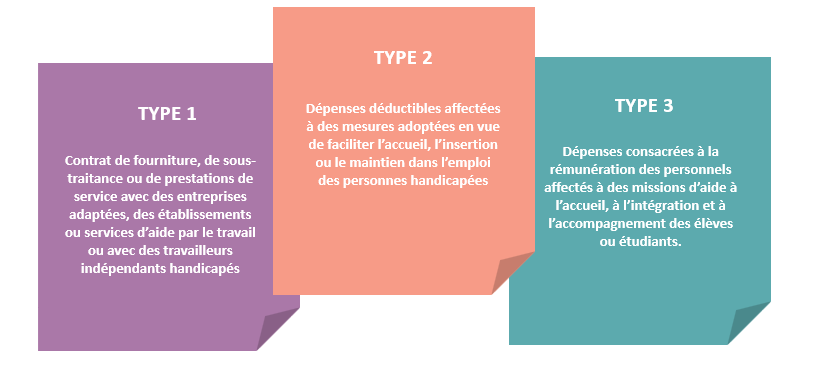 TYPE 1
Contrat de fourniture, de sous-
traitance ou de prestations de
service avec des entreprises
adaptées, des établissements
ou services d'aide par le travail
ou avec des travailleurs
indépendants handicapés
TYPE 2
Dépenses déductibles affectées
à des mesures adoptées en vue
de faciliter l'accueil, l'insertion
ou le maintien dans l'emploi
des personnes handicapées
TYPE 3
Dépenses consacrées à la
rémunération des personnels
affectés à des missions d'aide à
l'accueil, à l'intégration et à
l'accompagnement des élèves
ou étudiants.